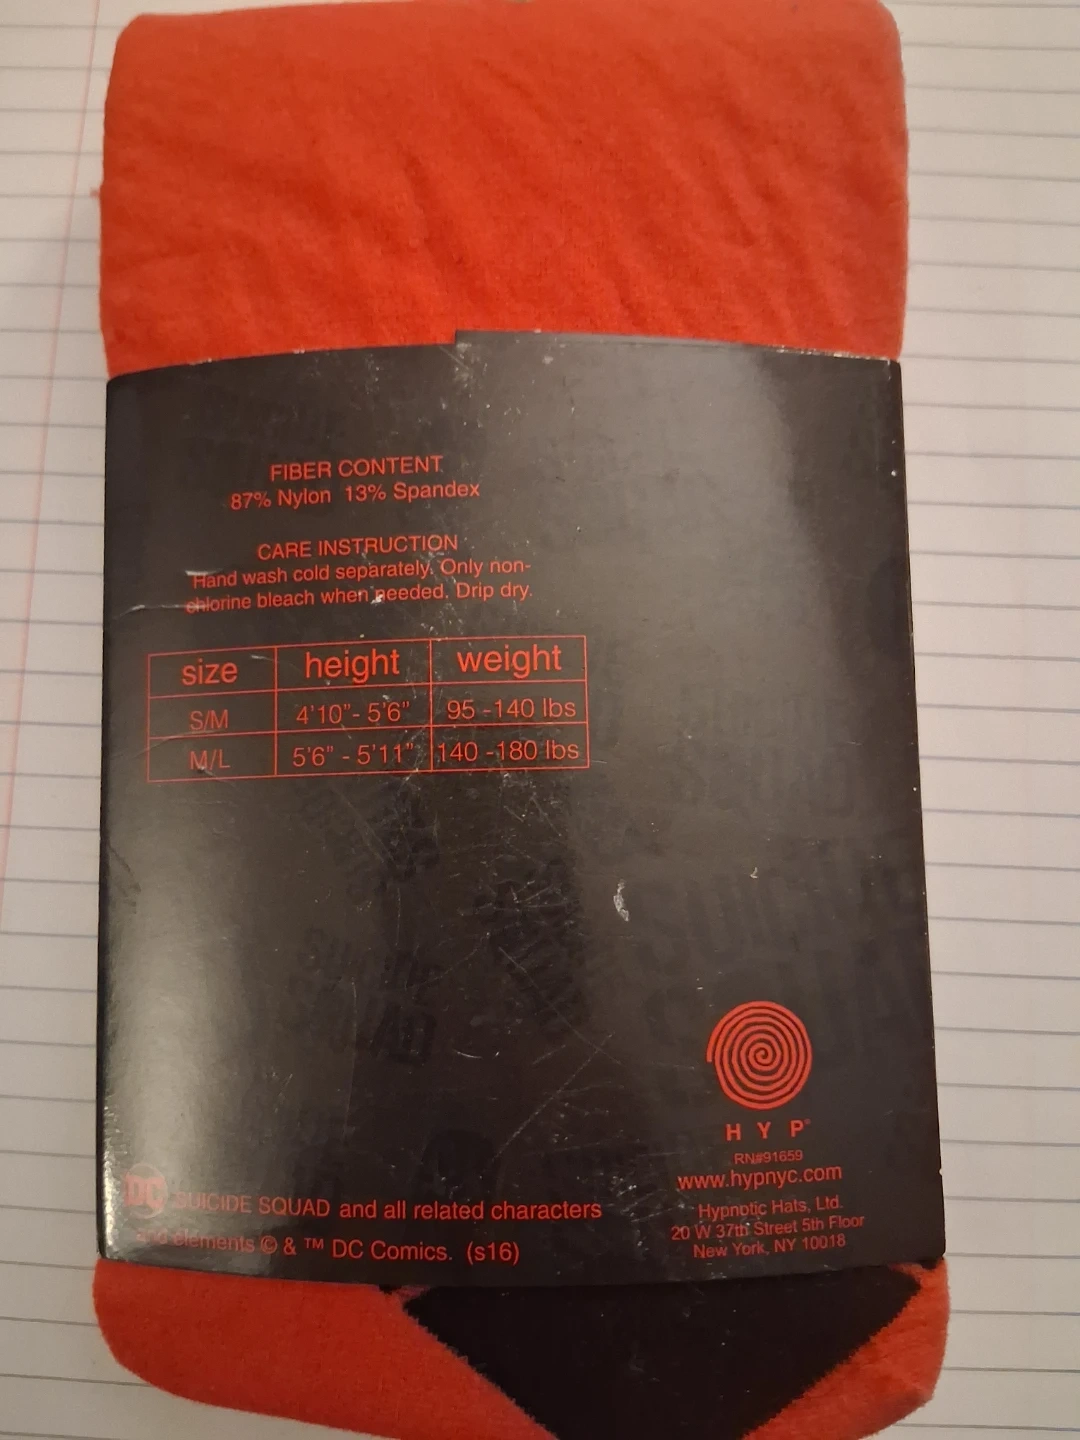 FIBER CONTENT
87% Nylon 13% Spandex
CARE INSTRUCTION
Hand wash cold separately. Only non-
chlorine bleach when needed. Drip dry.
size height weight
S/M 4'10"- 5'6" 95 -140 lbs
M/L 5'6" - 5'11" 140 -180 lbs
HYP®
RN#91659
www.hypnyc.com
Hypnotic Hats, Ltd.
20 W 37th Street 5th Floor
New York, NY 10018
DC SUICIDE SQUAD and all related characters
and elements © & ™ DC Comics. (s16)
SUICIDE
SQUAD